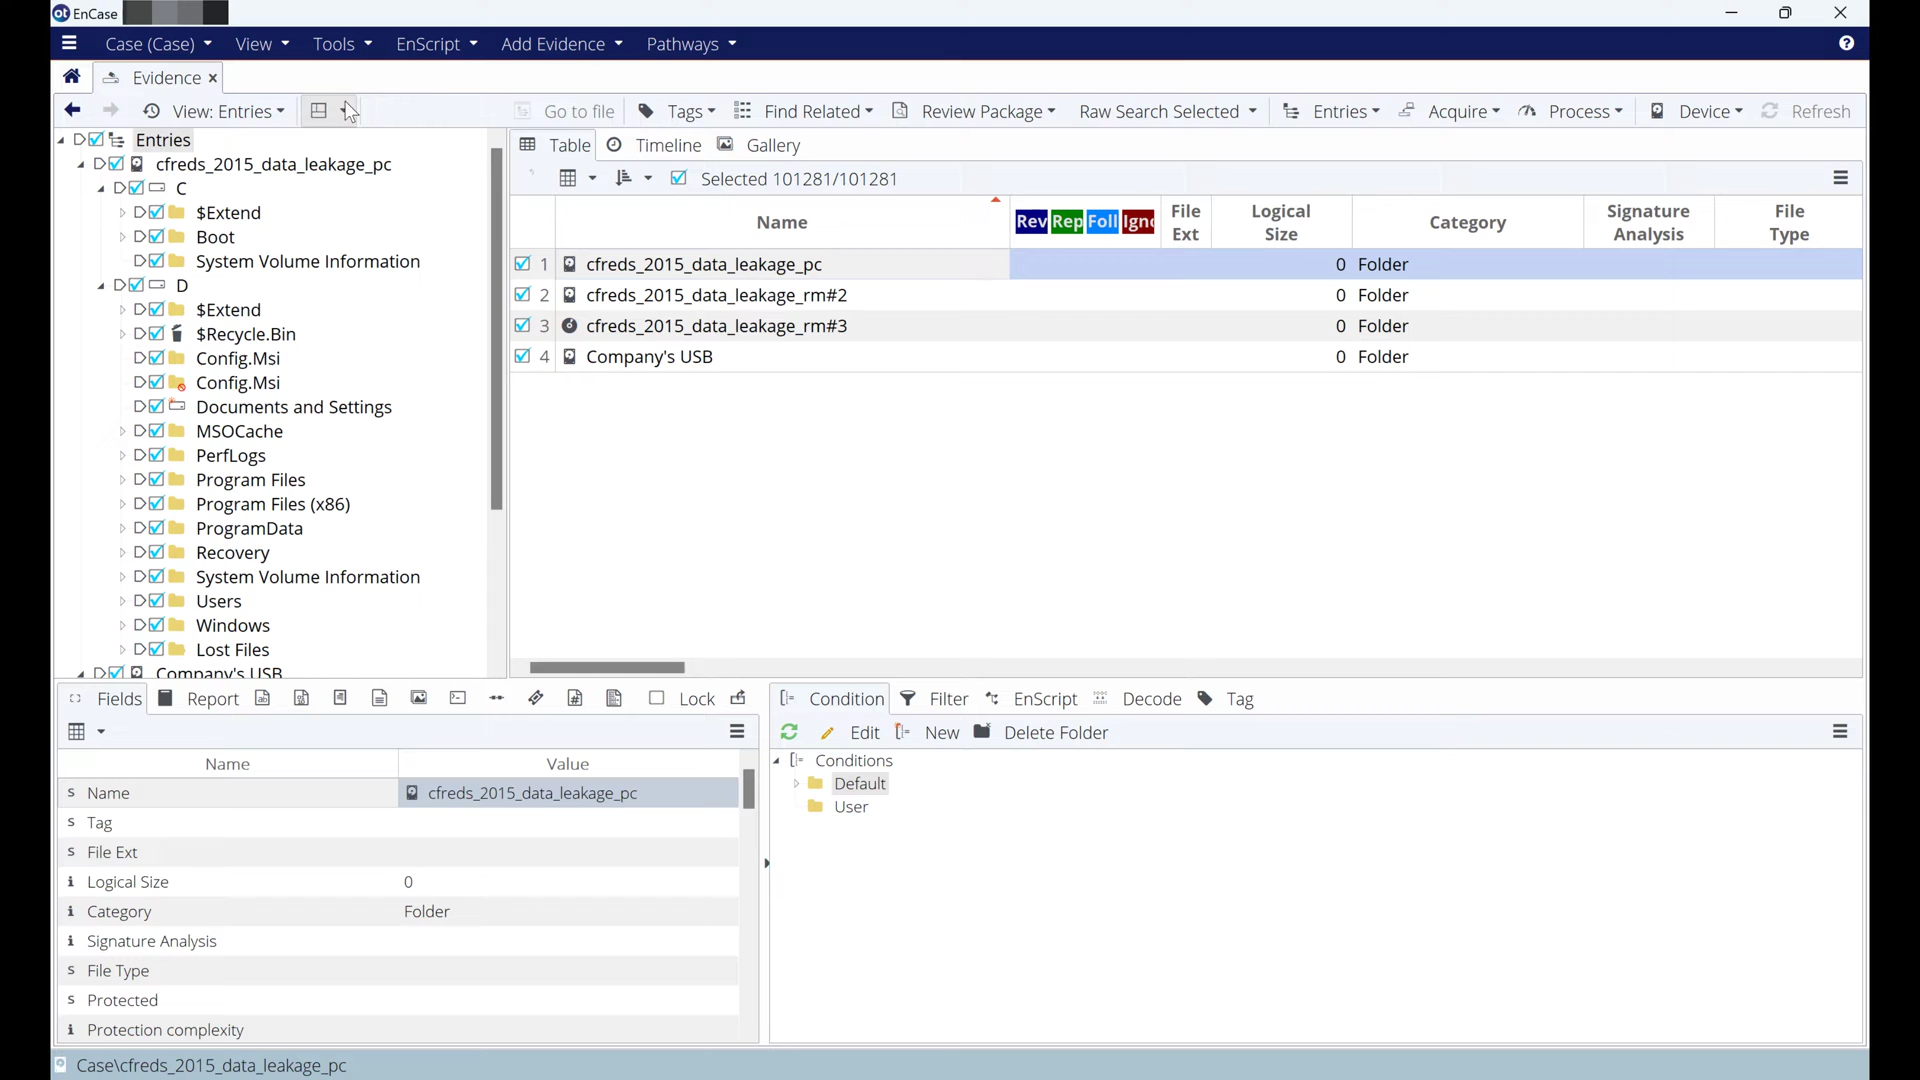 EnCase
Case (Case) View Tools EnScript Add Evidence Pathways
Evidence
View: Entries Go to file Tags Find Related Review Package Raw Search Selected Entries Acquire Process Device Refresh
Entries
cfreds_2015_data_leakage_pc
C
$Extend
Boot
System Volume Information
D
$Extend
$Recycle.Bin
Config.Msi
Config.Msi
Documents and Settings
MSOCache
PerfLogs
Program Files
Program Files (x86)
ProgramData
Recovery
System Volume Information
Users
Windows
Lost Files
Company's USB
Table Timeline Gallery
Selected 101281/101281
Name Rev Rep Foll Igno File Ext Logical Size Category Signature Analysis File Type
1 cfreds_2015_data_leakage_pc 0 Folder
2 cfreds_2015_data_leakage_rm#2 0 Folder
3 cfreds_2015_data_leakage_rm#3 0 Folder
4 Company's USB 0 Folder
Fields Report Lock
Name Value
s Name cfreds_2015_data_leakage_pc
s Tag
s File Ext
i Logical Size 0
i Category Folder
i Signature Analysis
s File Type
s Protected
i Protection complexity
Condition Filter EnScript Decode Tag
Edit New Delete Folder
Conditions
Default
User
Case\cfreds_2015_data_leakage_pc